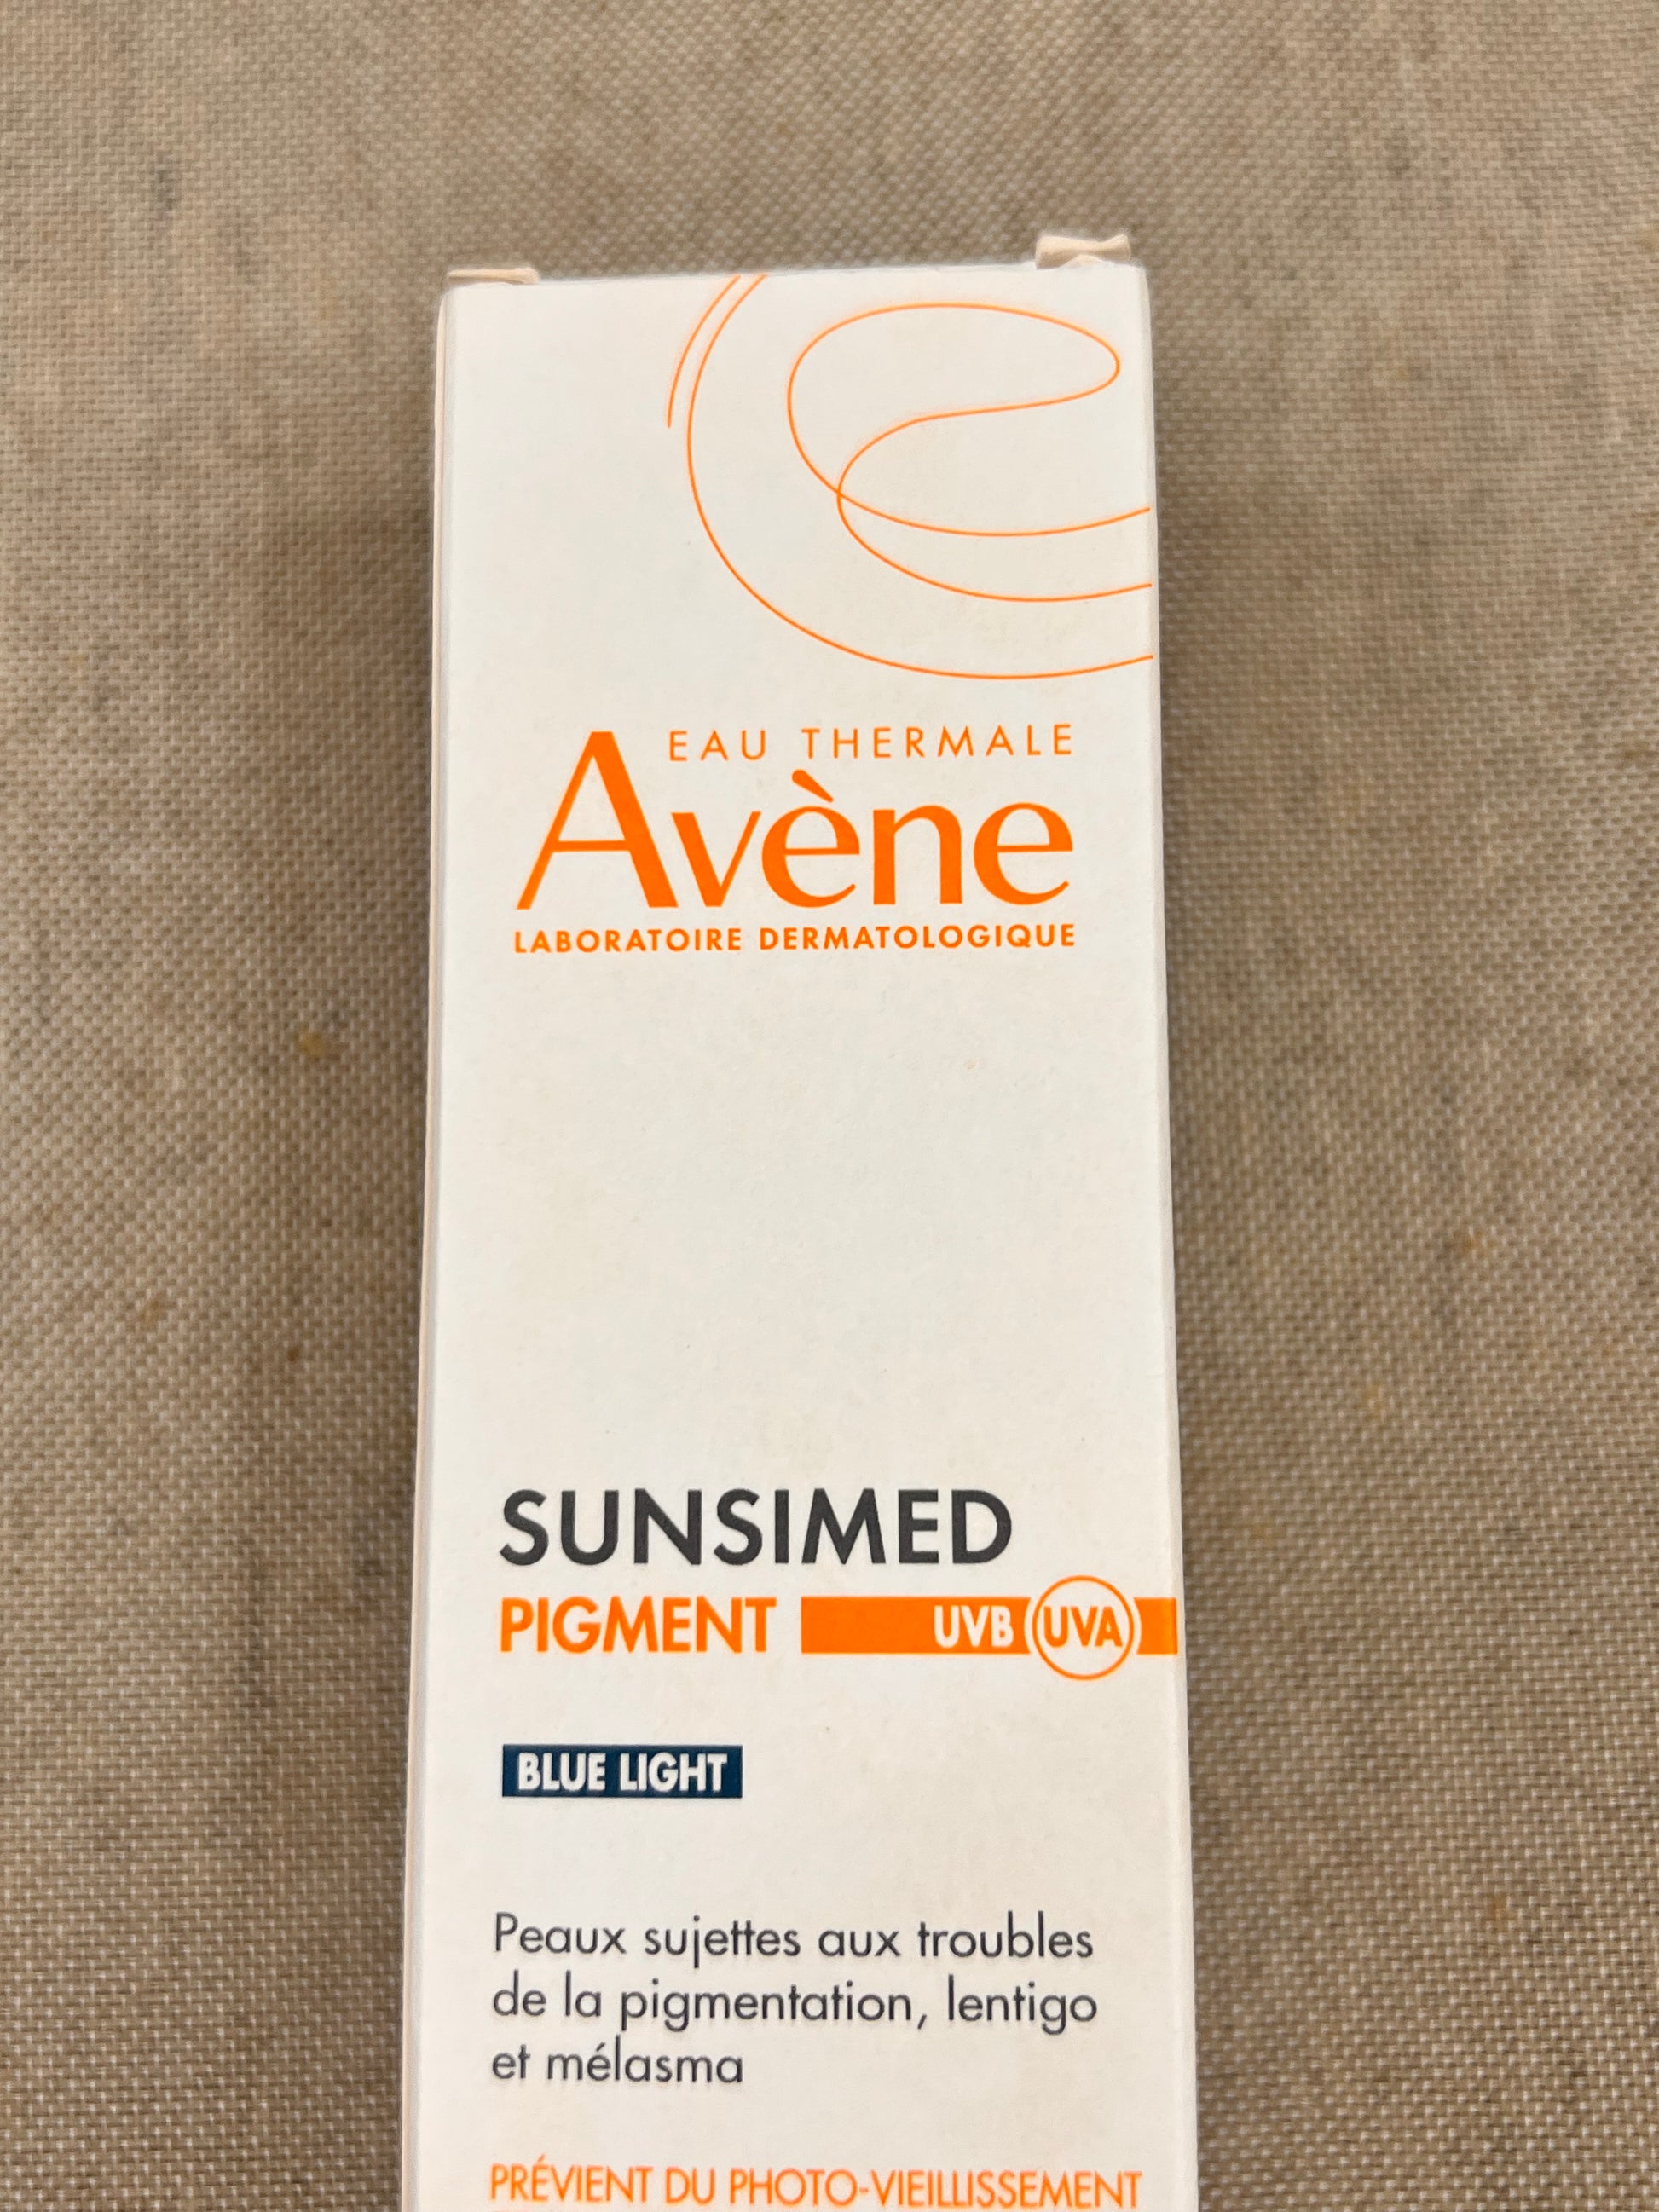 EAU THERMALE
Avène
LABORATOIRE DERMATOLOGIQUE
SUNSIMED
PIGMENT UVB UVA
BLUE LIGHT
Peaux sujettes aux troubles
de la pigmentation, lentigo
et mélasma
PRÉVIENT DU PHOTO-VIEILLISSEMENT